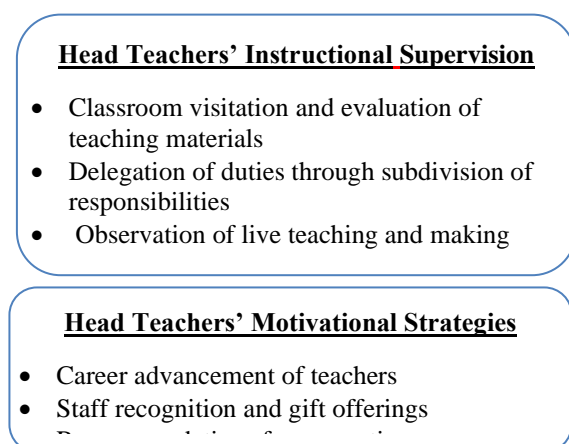 Head Teachers’ Instructional Supervision
• Classroom visitation and evaluation of
teaching materials
• Delegation of duties through subdivision of
responsibilities
• Observation of live teaching and making
Head Teachers’ Motivational Strategies
• Career advancement of teachers
• Staff recognition and gift offerings